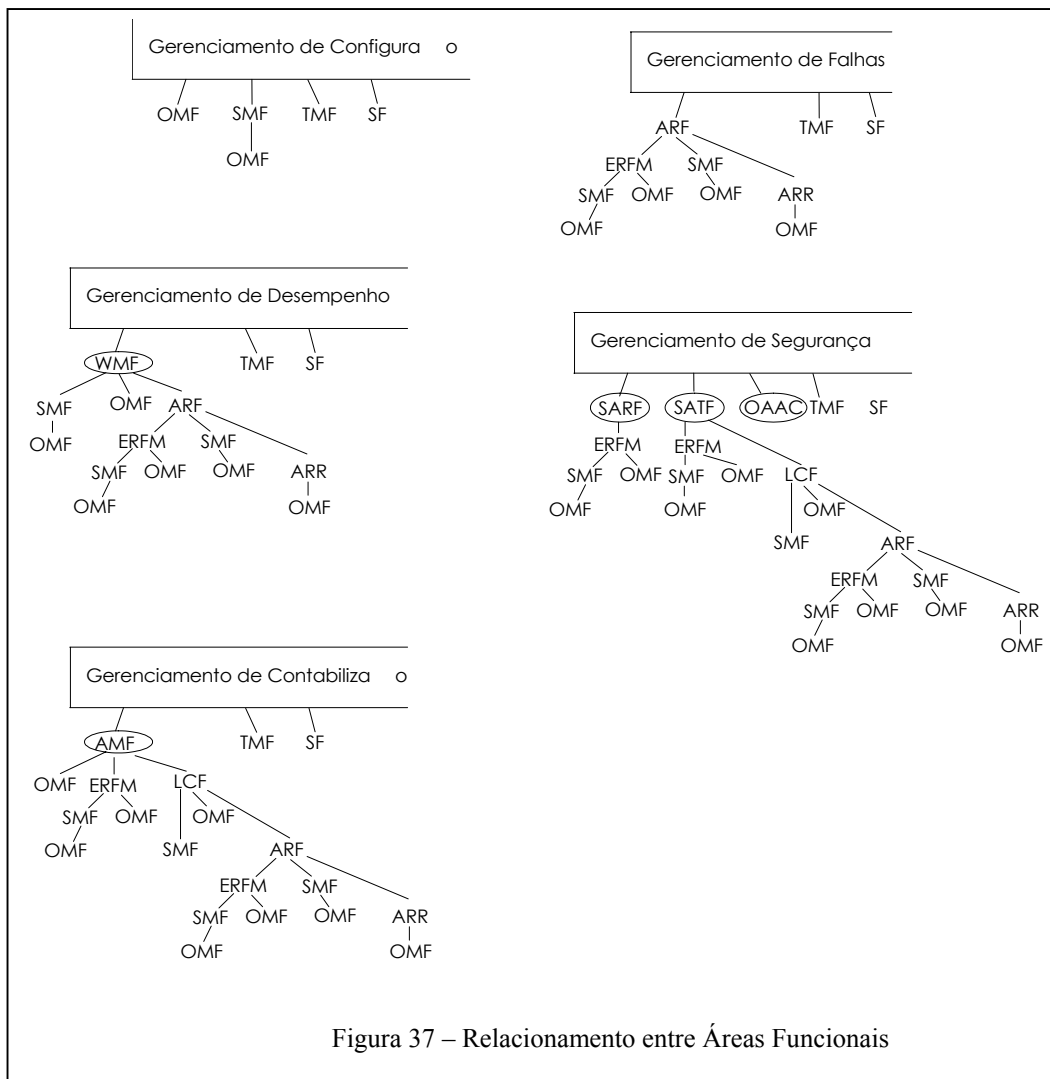 Gerenciamento de Configura o
OMF SMF TMF SF
OMF
Gerenciamento de Falhas
ARF TMF SF
ERFM SMF
SMF OMF OMF ARR
OMF OMF
Gerenciamento de Desempenho
WMF TMF SF
SMF OMF ARF
OMF ERFM SMF
SMF OMF OMF ARR
OMF OMF
Gerenciamento de Segurança
SARF SATF OAAC TMF SF
ERFM ERFM
SMF OMF SMF OMF LCF
OMF OMF OMF
SMF ARF
ERFM SMF
SMF OMF OMF ARR
OMF OMF
Gerenciamento de Contabiliza o
AMF TMF SF
OMF ERFM LCF
SMF OMF OMF
OMF SMF ARF
ERFM SMF
SMF OMF OMF ARR
OMF OMF
Figura 37 – Relacionamento entre Áreas Funcionais